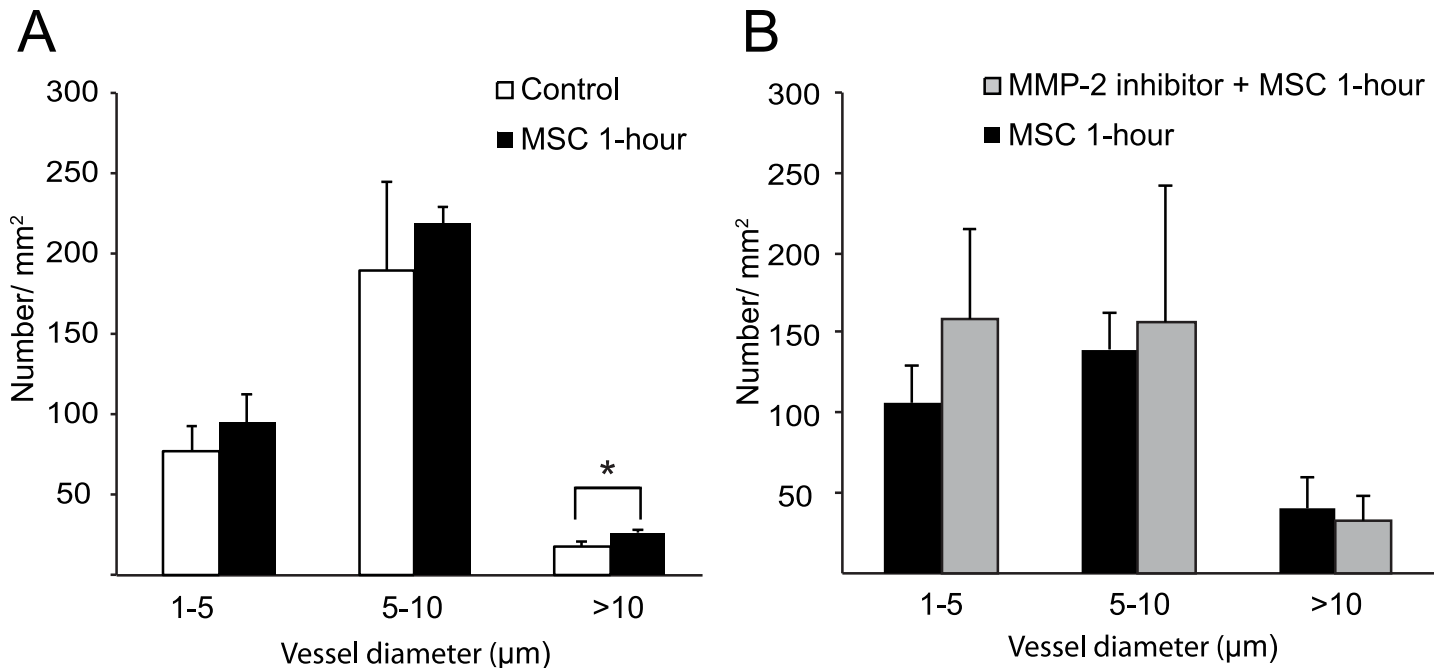 A
Control
MSC 1-hour
300
250
200
150
100
50
Number/ mm²
*
1-5
5-10
>10
Vessel diameter (µm)
B
MMP-2 inhibitor + MSC 1-hour
MSC 1-hour
300
250
200
150
100
50
Number/ mm²
1-5
5-10
>10
Vessel diameter (µm)